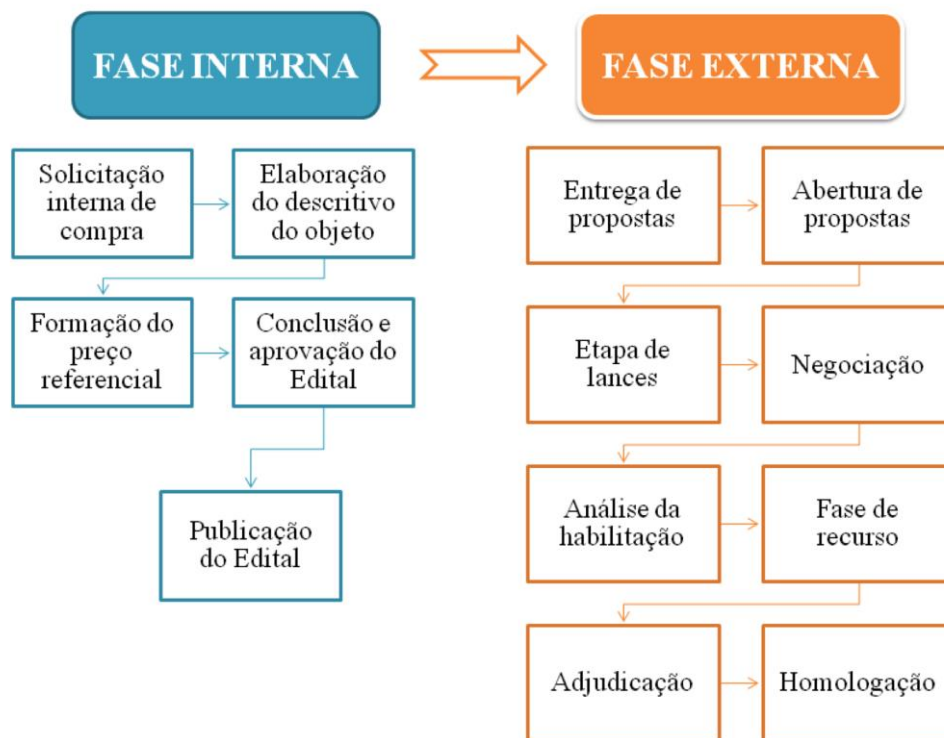 FASE INTERNA
FASE EXTERNA
Solicitação
interna de
compra
Elaboração
do descritivo
do objeto
Formação do
preço
referencial
Conclusão e
aprovação do
Edital
Publicação
do Edital
Entrega de
propostas
Abertura de
propostas
Etapa de
lances
Negociação
Análise da
habilitação
Fase de
recurso
Adjudicação
Homologação